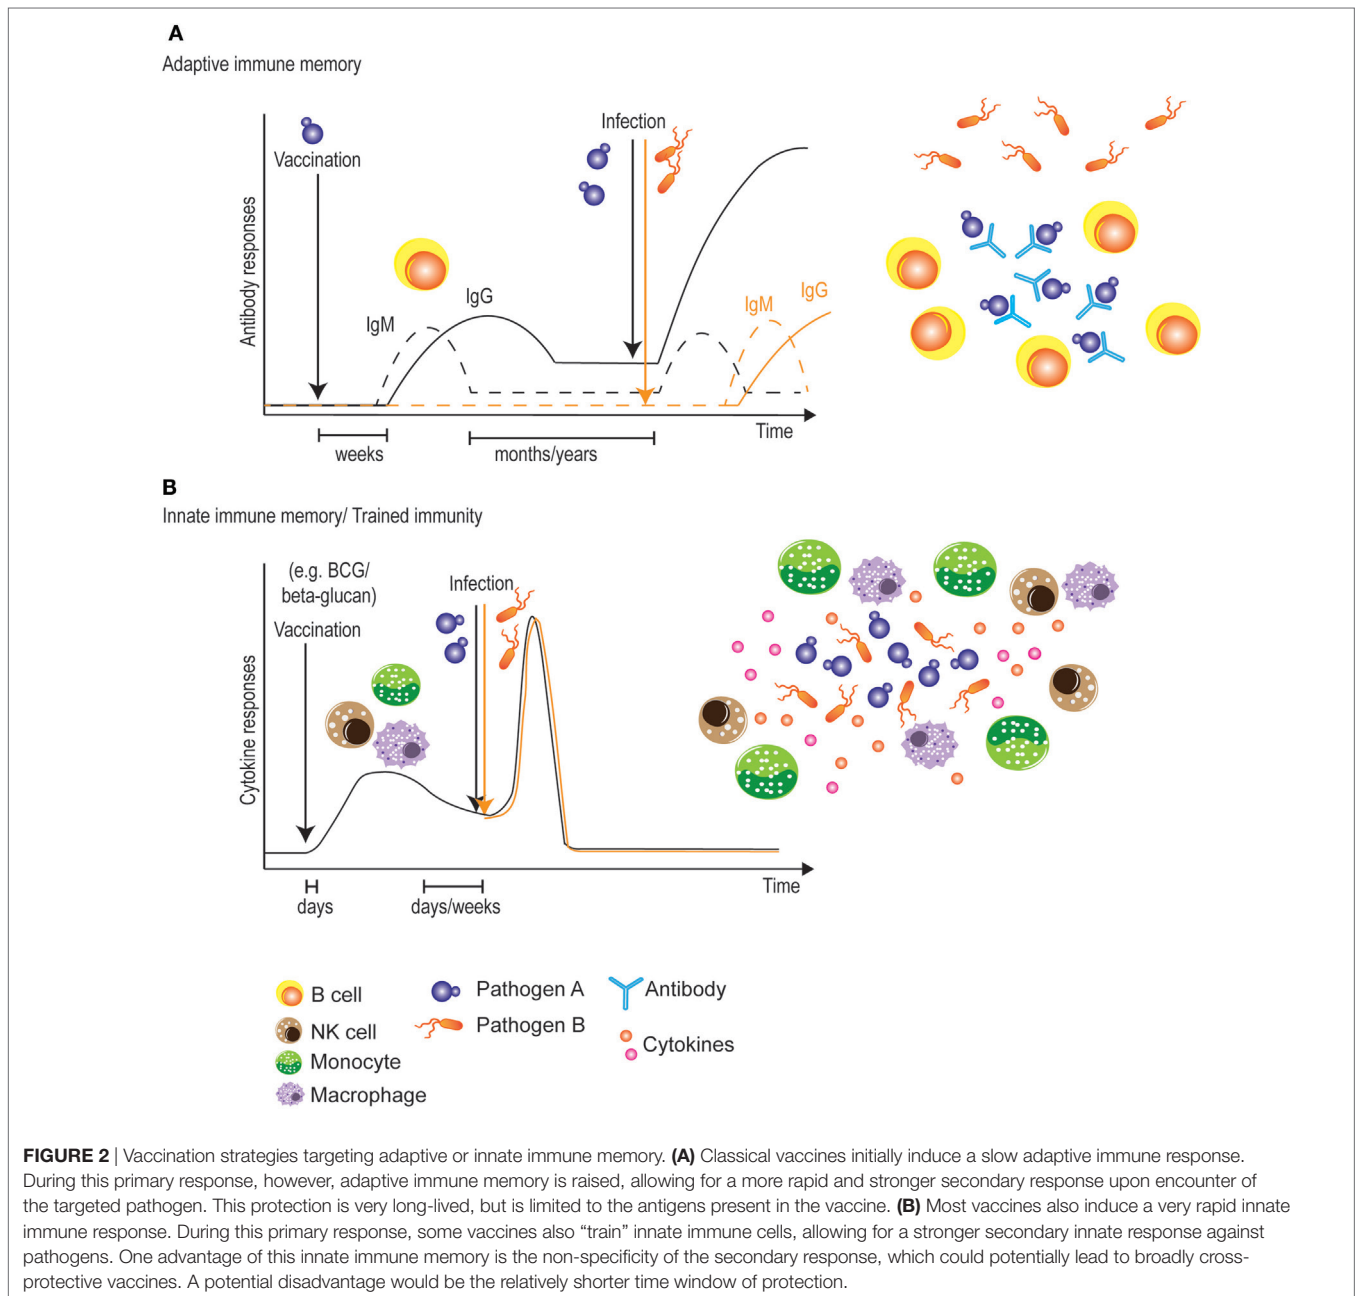 A
Adaptive immune memory
Infection
Vaccination
Antibody responses
IgM
IgG
IgM
IgG
Time
weeks
months/years
B
Innate immune memory/ Trained immunity
(e.g. BCG/
beta-glucan)
Vaccination
Infection
Cytokine responses
Time
days
days/weeks
B cell
NK cell
Monocyte
Macrophage
Pathogen A
Pathogen B
Antibody
Cytokines
FIGURE 2 | Vaccination strategies targeting adaptive or innate immune memory. (A) Classical vaccines initially induce a slow adaptive immune response.
During this primary response, however, adaptive immune memory is raised, allowing for a more rapid and stronger secondary response upon encounter of
the targeted pathogen. This protection is very long-lived, but is limited to the antigens present in the vaccine. (B) Most vaccines also induce a very rapid innate
immune response. During this primary response, some vaccines also “train” innate immune cells, allowing for a stronger secondary innate response against
pathogens. One advantage of this innate immune memory is the non-specificity of the secondary response, which could potentially lead to broadly cross-
protective vaccines. A potential disadvantage would be the relatively shorter time window of protection.